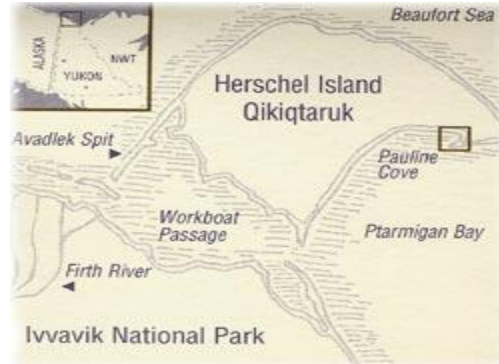 Beaufort Sea
ALASKA
NWT
YUKON
Herschel Island
Qikiqtaruk
Avadlek Spit
Pauline
Cove
Workboat
Passage
Ptarmigan Bay
Firth River
Ivvavik National Park